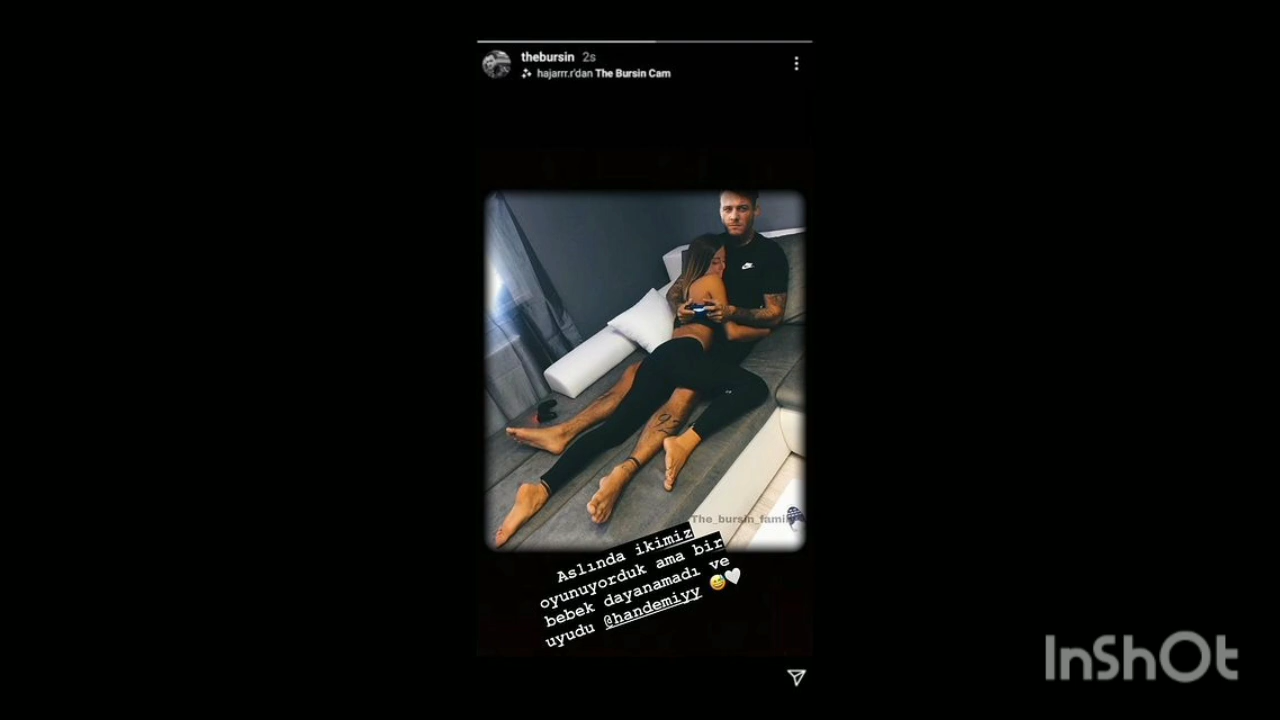 thebursin 2s
hajarrr.r'dan The Bursin Cam
The_bursin_family
Aslında ikimiz
oyunuyorduk ama bir
bebek dayanamadı ve
uyudu @handemiyy 😅🤍
InShOt